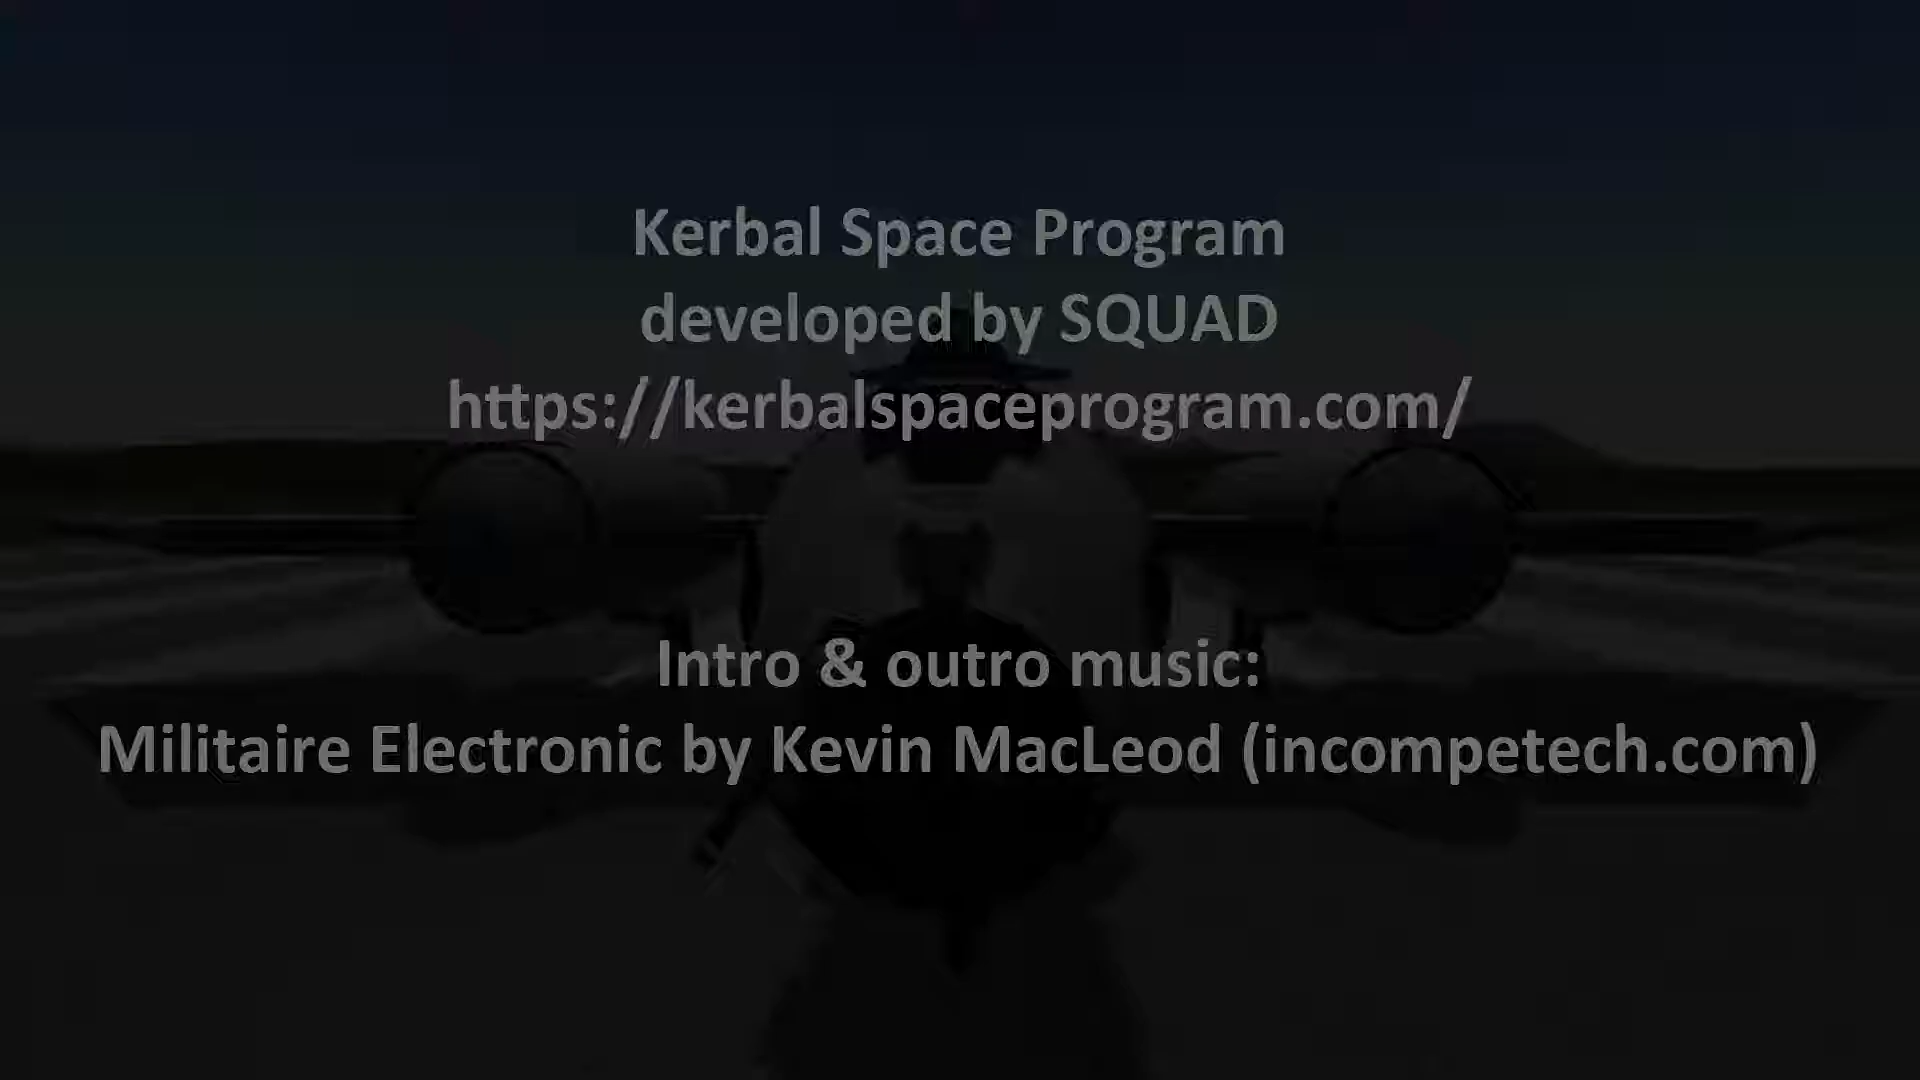 Kerbal Space Program
developed by SQUAD
https://kerbalspaceprogram.com/
Intro & outro music:
Militaire Electronic by Kevin MacLeod (incompetech.com)